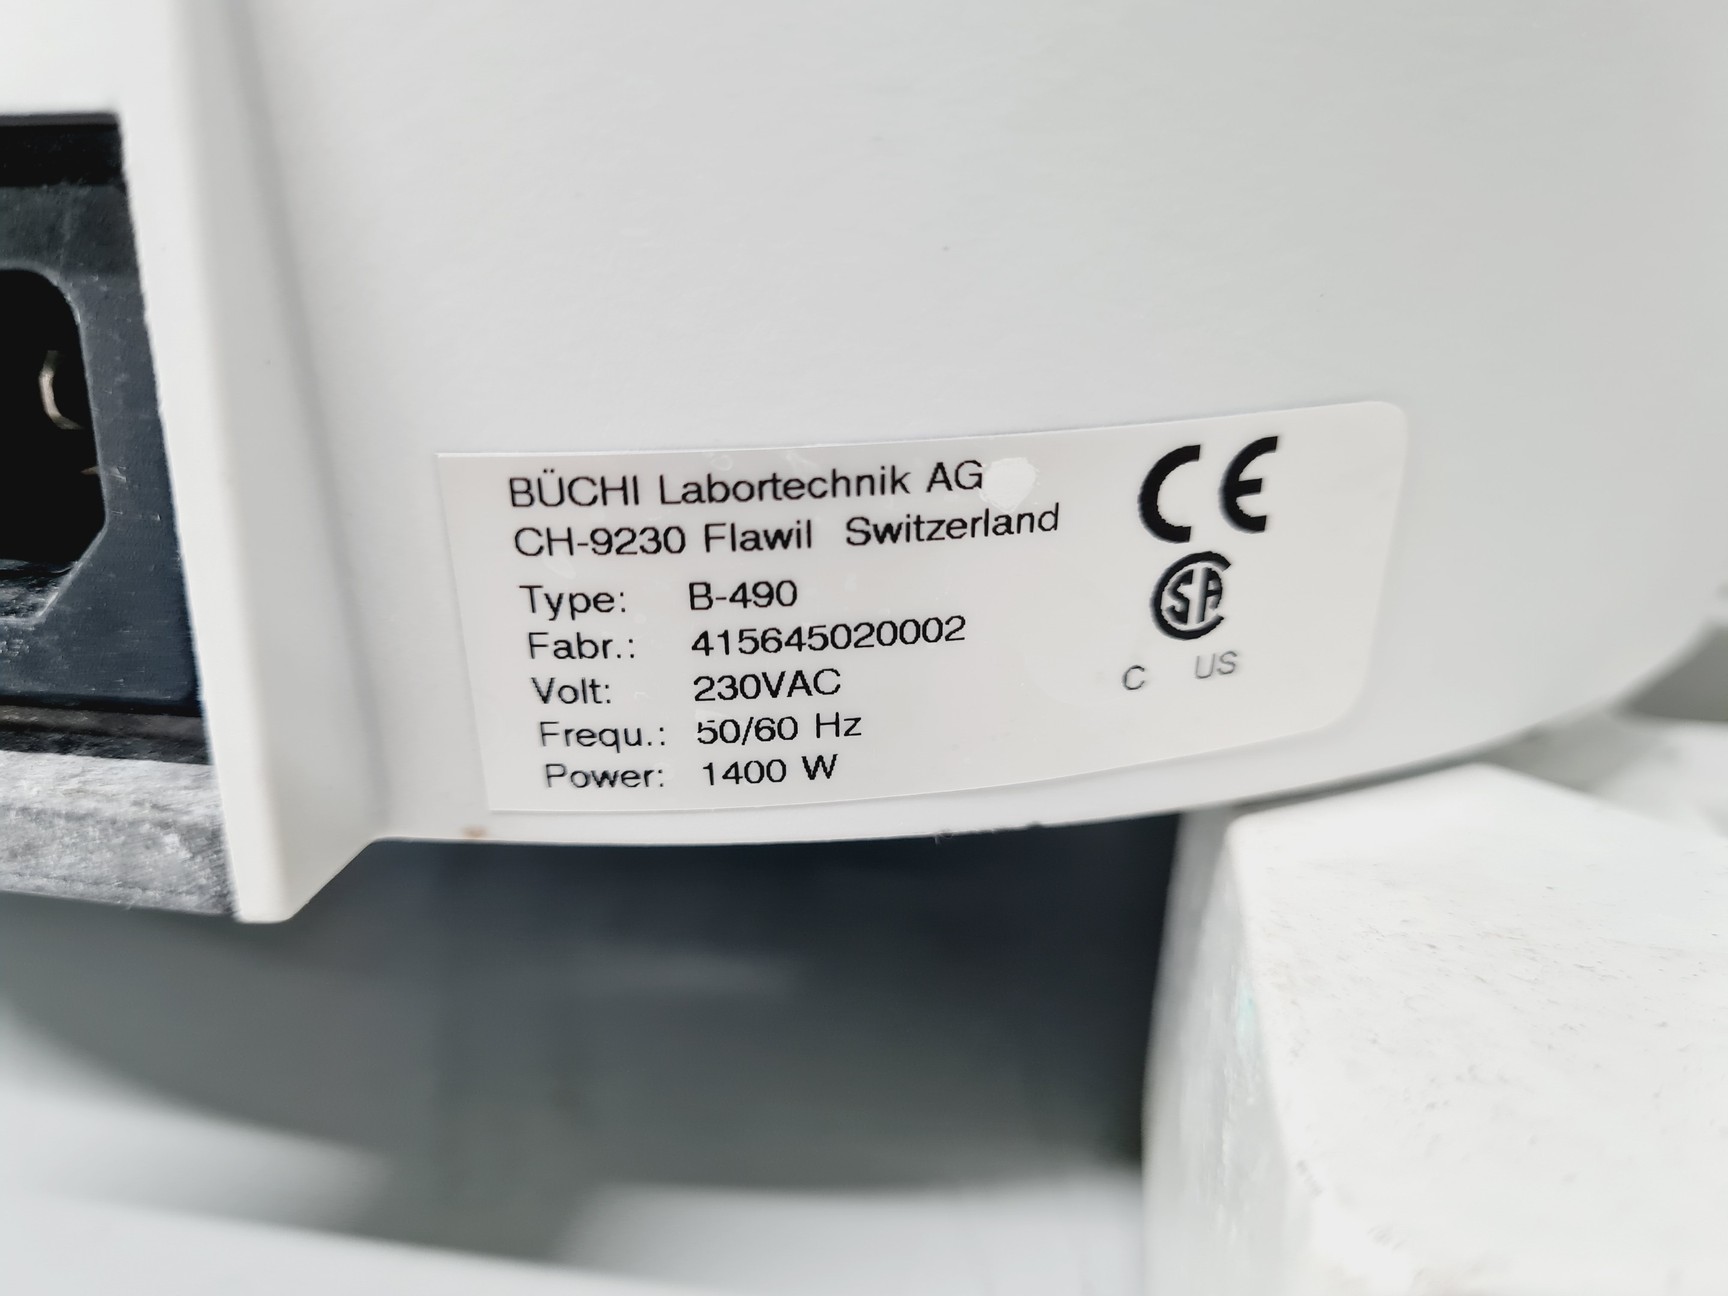 BÜCHI Labortechnik AG
CH-9230 Flawil Switzerland
Type: B-490
Fabr.: 415645020002
Volt: 230VAC
Frequ.: 50/60 Hz
Power: 1400 W
CE
CSA
C US